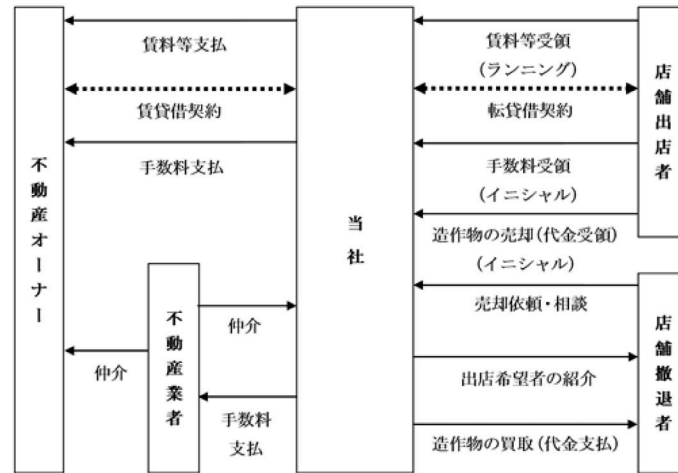 不動産オーナー
賃料等支払
賃貸借契約
手数料支払
不動産業者
仲介
仲介
手数料
支払
当社
賃料等受領
(ランニング)
転貸借契約
手数料受領
(イニシャル)
造作物の売却(代金受領)
(イニシャル)
売却依頼・相談
出店希望者の紹介
造作物の買取(代金支払)
店舗出店者
店舗撤退者